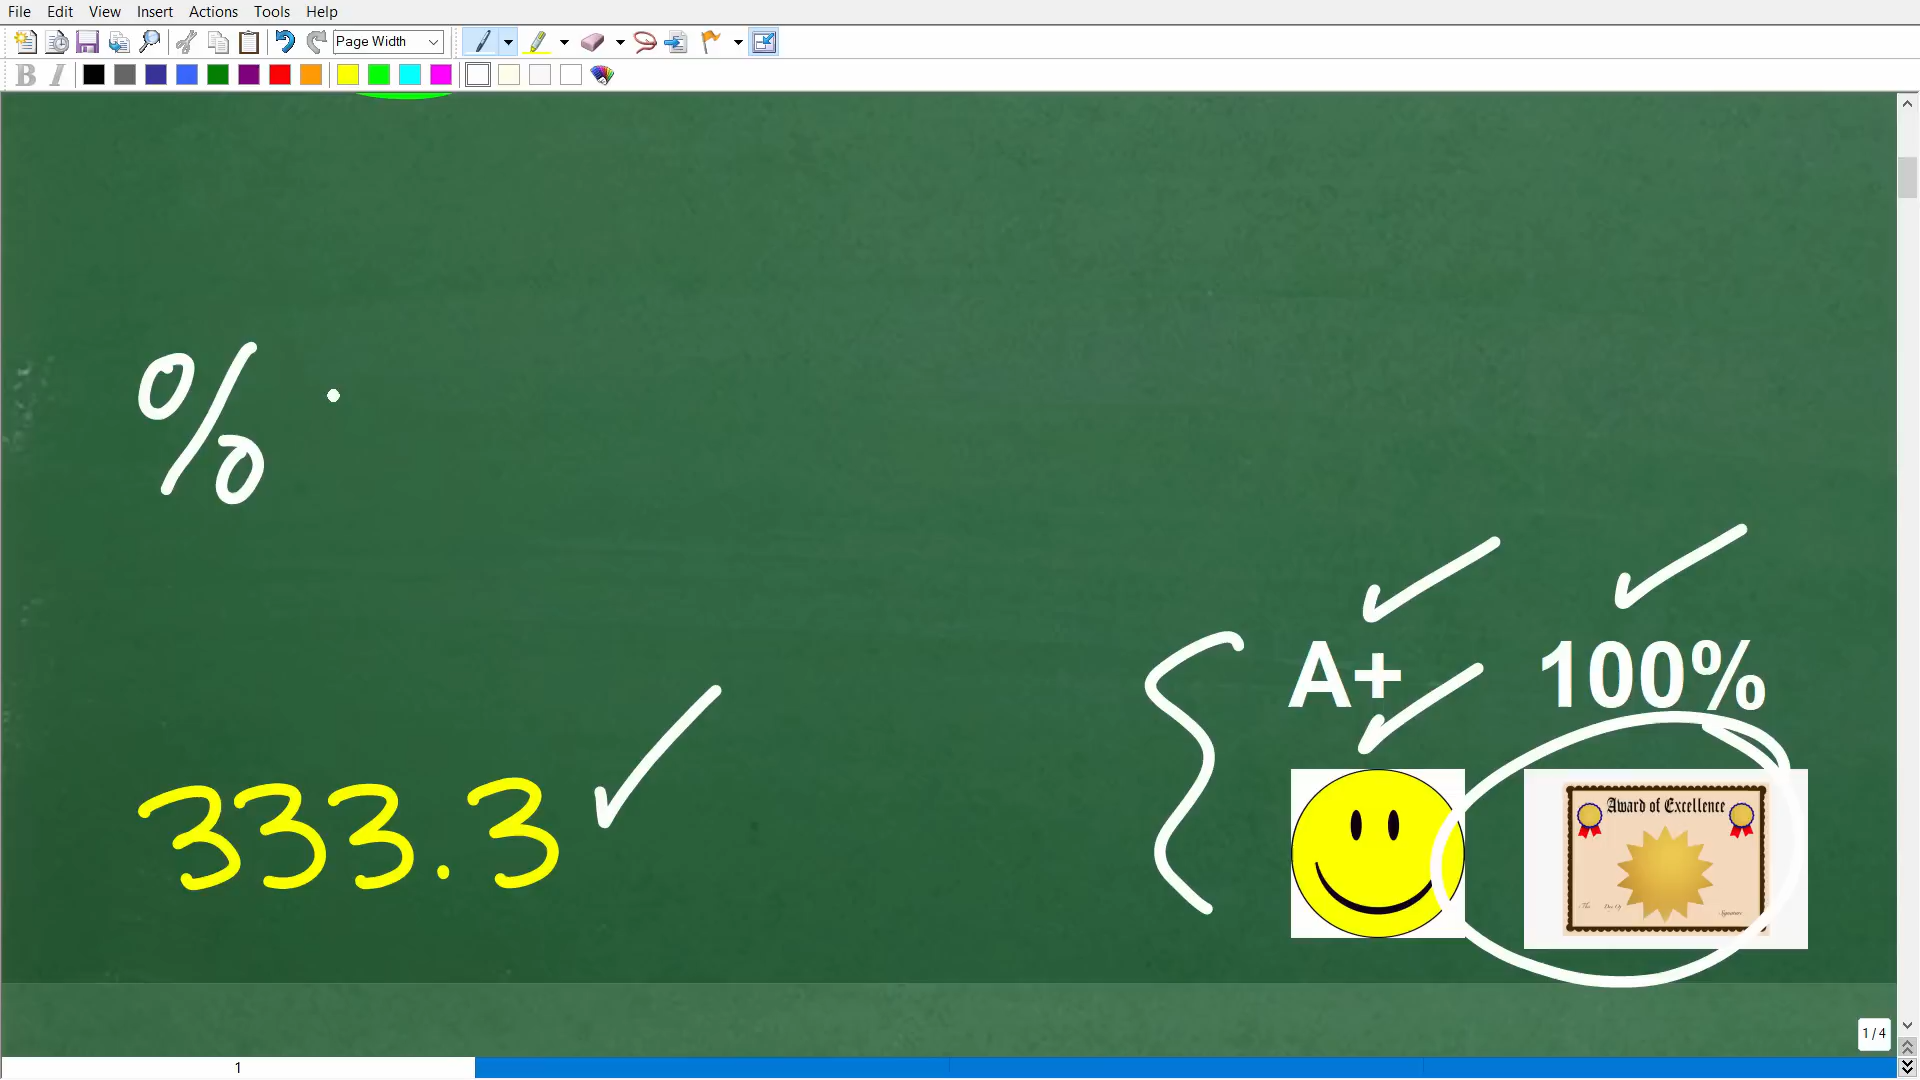 File Edit View Insert Actions Tools Help
Page Width
B I
%
A+ 100%
333.3
Award of Excellence
1 / 4
1